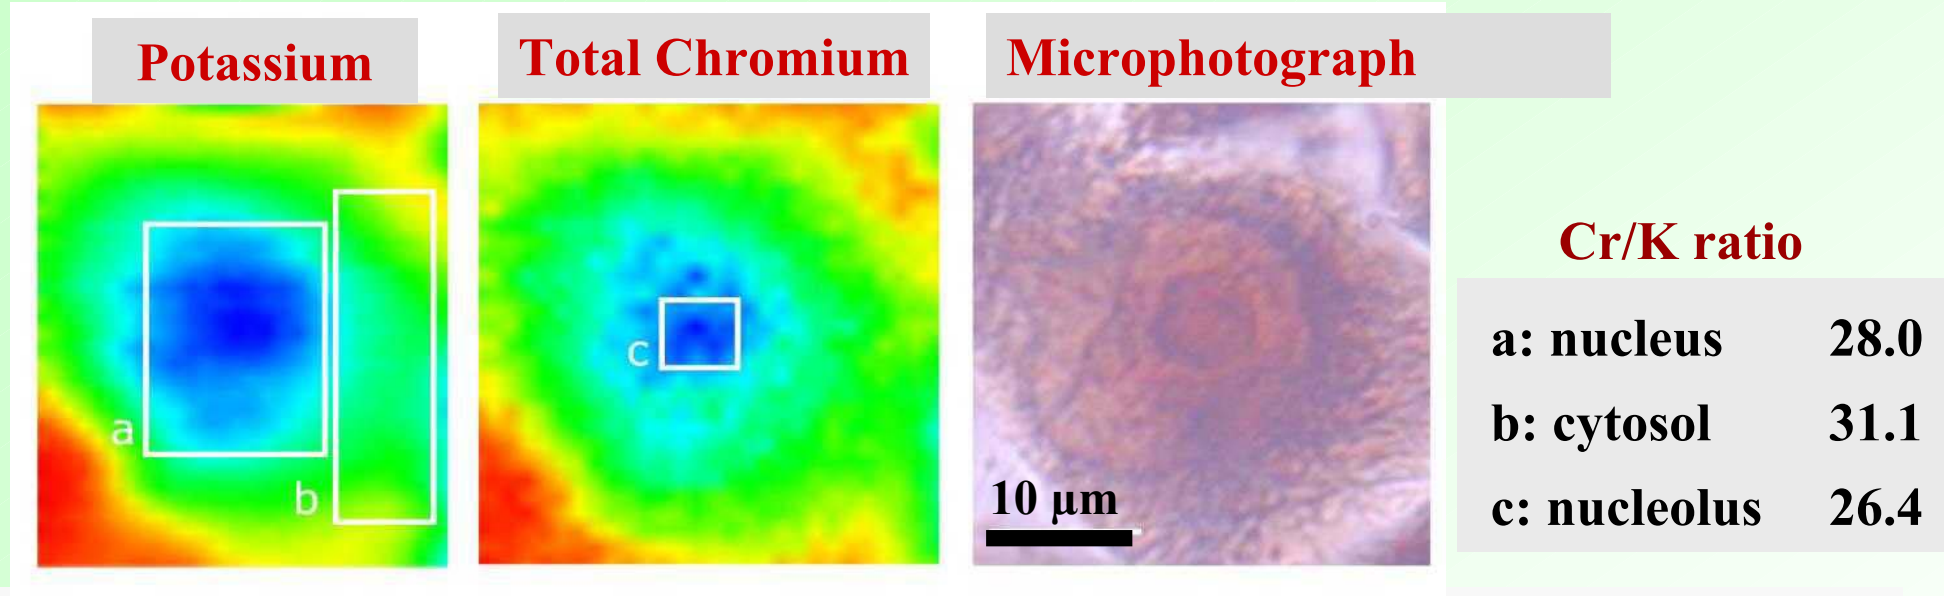 Potassium
Total Chromium
Microphotograph
a
b
c
10 µm
Cr/K ratio
a: nucleus 28.0
b: cytosol 31.1
c: nucleolus 26.4